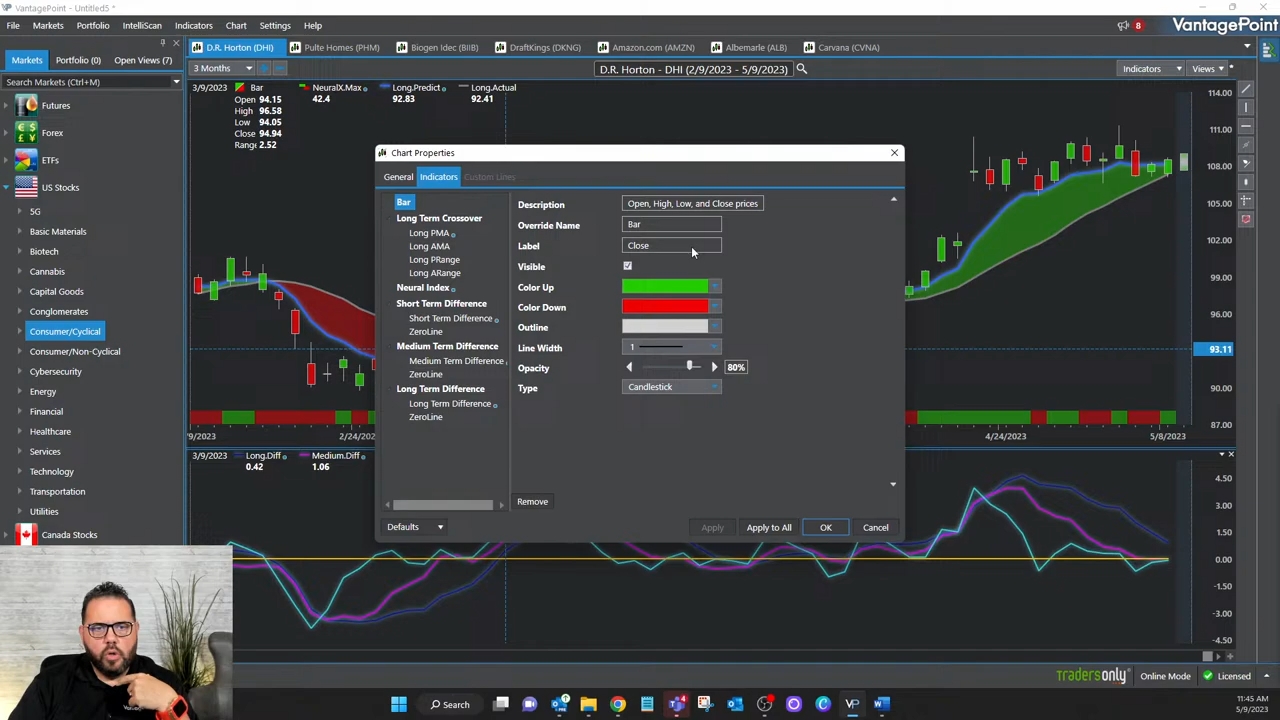 VantagePoint - Untitled5 *
File
Markets
Portfolio
IntelliScan
Indicators
Chart
Settings
Help
8
VantagePoint
Markets
Portfolio (0)
Open Views (7)
D.R. Horton (DHI)
Pulte Homes (PHM)
Biogen Idec (BIIB)
DraftKings (DKNG)
Amazon.com (AMZN)
Albemarle (ALB)
Carvana (CVNA)
3 Months
D.R. Horton - DHI (2/9/2023 - 5/9/2023)
Indicators
Views
Search Markets (Ctrl+M)
Futures
Forex
ETFs
US Stocks
5G
Basic Materials
Biotech
Cannabis
Capital Goods
Conglomerates
Consumer/Cyclical
Consumer/Non-Cyclical
Cybersecurity
Energy
Financial
Healthcare
Services
Technology
Transportation
Utilities
Canada Stocks
3/9/2023
Bar
NeuralX.Max
Long.Predict
Long.Actual
Open 94.15
42.4
92.83
92.41
High 96.58
Low 94.05
Close 94.94
Range 2.52
114.00
111.00
108.00
105.00
102.00
99.00
96.00
93.11
90.00
87.00
/9/2023
2/24/
4/24/2023
5/8/2023
Chart Properties
General
Indicators
Custom Lines
Bar
Long Term Crossover
Long PMA
Long AMA
Long PRange
Long ARange
Neural Index
Short Term Difference
Short Term Difference
ZeroLine
Medium Term Difference
Medium Term Difference
ZeroLine
Long Term Difference
Long Term Difference
ZeroLine
Description
Open, High, Low, and Close prices
Override Name
Bar
Label
Close
Visible
Color Up
Color Down
Outline
Line Width
1
Opacity
80%
Type
Candlestick
Remove
Defaults
Apply
Apply to All
OK
Cancel
3/9/2023
Long.Diff
Medium.Diff
0.42
1.06
4.50
3.00
1.50
0.00
-1.50
-3.00
-4.50
tradersonly
Online Mode
Licensed
Search
4
VP
11:45 AM
5/9/2023